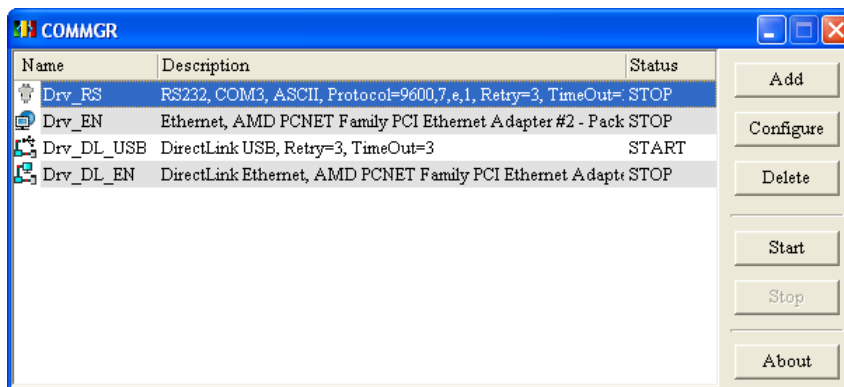 COMMGR
Name Description Status
Drv_RS RS232, COM3, ASCII, Protocol=9600,7,e,1, Retry=3, TimeOut= STOP
Drv_EN Ethernet, AMD PCNET Family PCI Ethernet Adapter #2 - Pack STOP
Drv_DL_USB DirectLink USB, Retry=3, TimeOut=3 START
Drv_DL_EN DirectLink Ethernet, AMD PCNET Family PCI Ethernet Adapte STOP
Add
Configure
Delete
Start
Stop
About